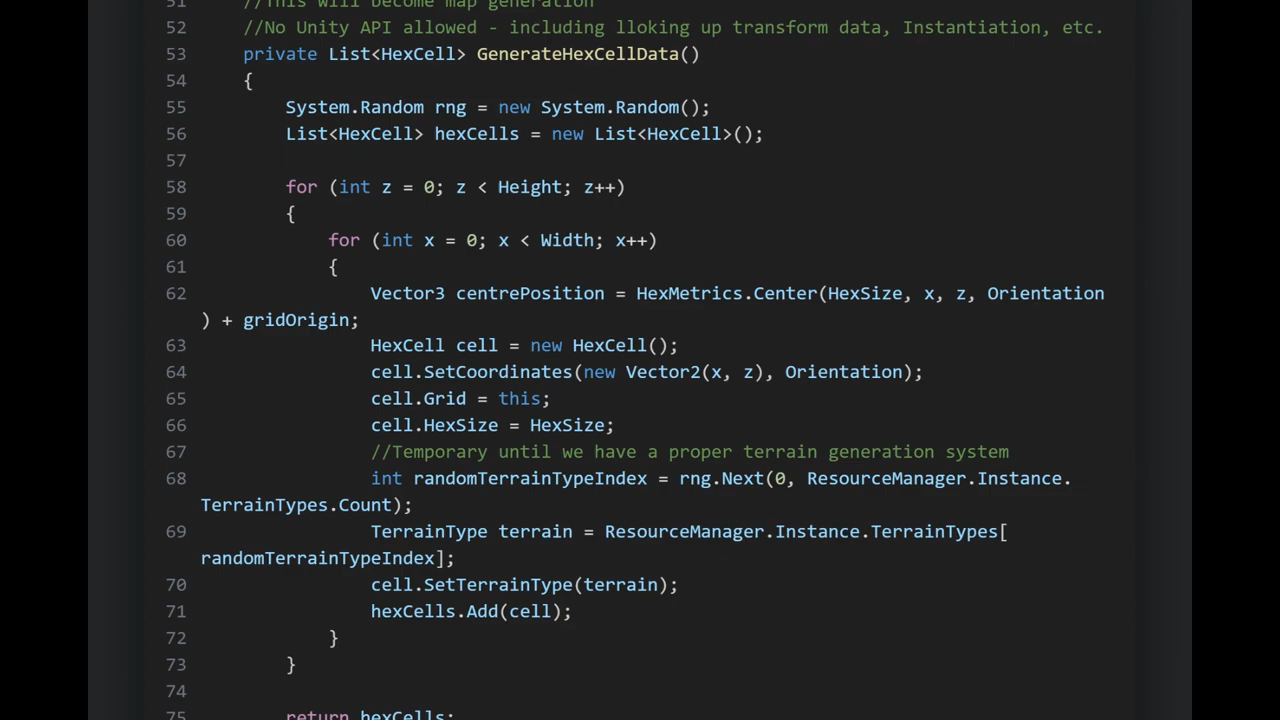 51 //This will become map generation
52 //No Unity API allowed - including lloking up transform data, Instantiation, etc.
53 private List<HexCell> GenerateHexCellData()
54 {
55 System.Random rng = new System.Random();
56 List<HexCell> hexCells = new List<HexCell>();
57
58 for (int z = 0; z < Height; z++)
59 {
60 for (int x = 0; x < Width; x++)
61 {
62 Vector3 centrePosition = HexMetrics.Center(HexSize, x, z, Orientation
) + gridOrigin;
63 HexCell cell = new HexCell();
64 cell.SetCoordinates(new Vector2(x, z), Orientation);
65 cell.Grid = this;
66 cell.HexSize = HexSize;
67 //Temporary until we have a proper terrain generation system
68 int randomTerrainTypeIndex = rng.Next(0, ResourceManager.Instance.
TerrainTypes.Count);
69 TerrainType terrain = ResourceManager.Instance.TerrainTypes[
randomTerrainTypeIndex];
70 cell.SetTerrainType(terrain);
71 hexCells.Add(cell);
72 }
73 }
74
75 return hexCells;